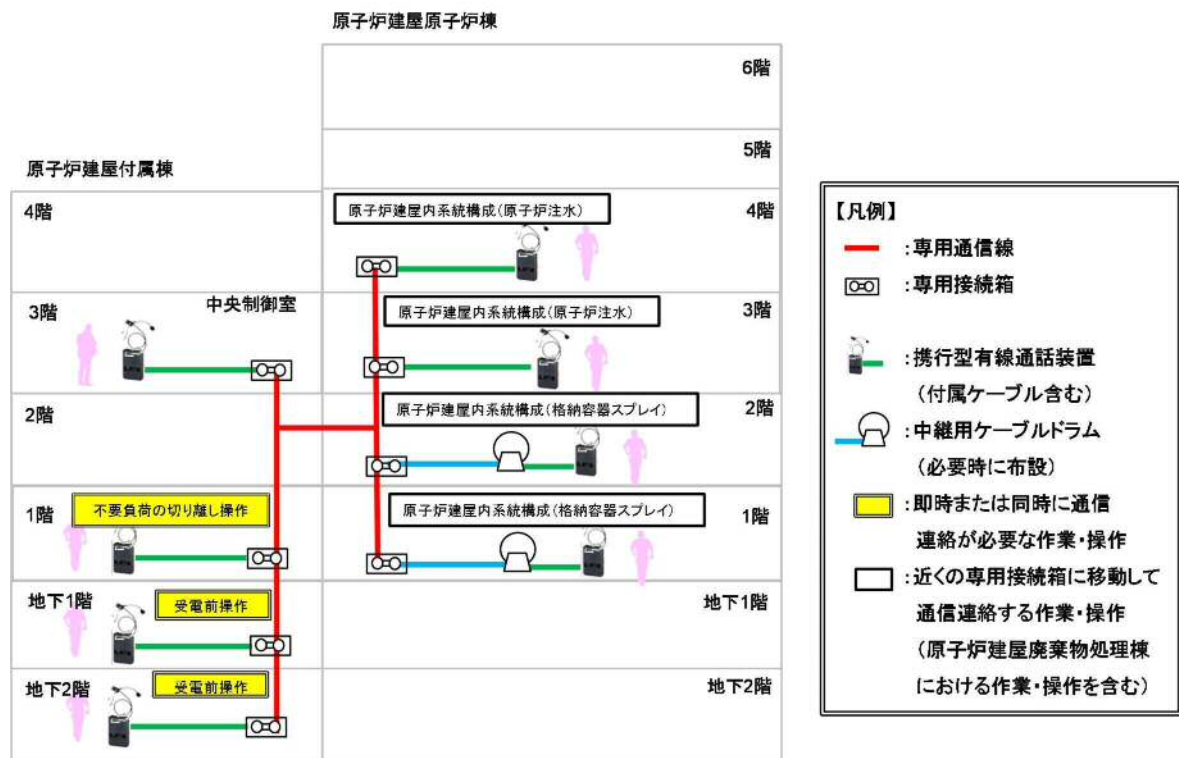 原子炉建屋原子炉棟
6階
5階
原子炉建屋付属棟
4階
原子炉建屋内系統構成(原子炉注水)
4階
3階
中央制御室
原子炉建屋内系統構成(原子炉注水)
3階
2階
原子炉建屋内系統構成(格納容器スプレイ)
2階
1階
不要負荷の切り離し操作
原子炉建屋内系統構成(格納容器スプレイ)
1階
地下1階
受電前操作
地下1階
地下2階
受電前操作
地下2階
【凡例】
:専用通信線
:専用接続箱
:携行型有線通話装置
(付属ケーブル含む)
:中継用ケーブルドラム
(必要時に布設)
:即時または同時に通信
連絡が必要な作業・操作
:近くの専用接続箱に移動して
通信連絡する作業・操作
(原子炉建屋廃棄物処理棟
における作業・操作を含む)